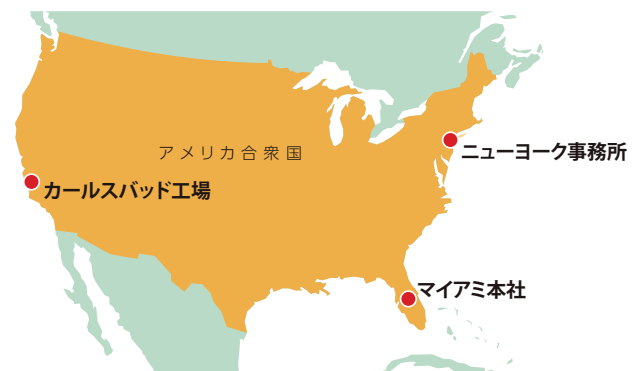 アメリカ合衆国
ニューヨーク事務所
カールスバッド工場
マイアミ本社